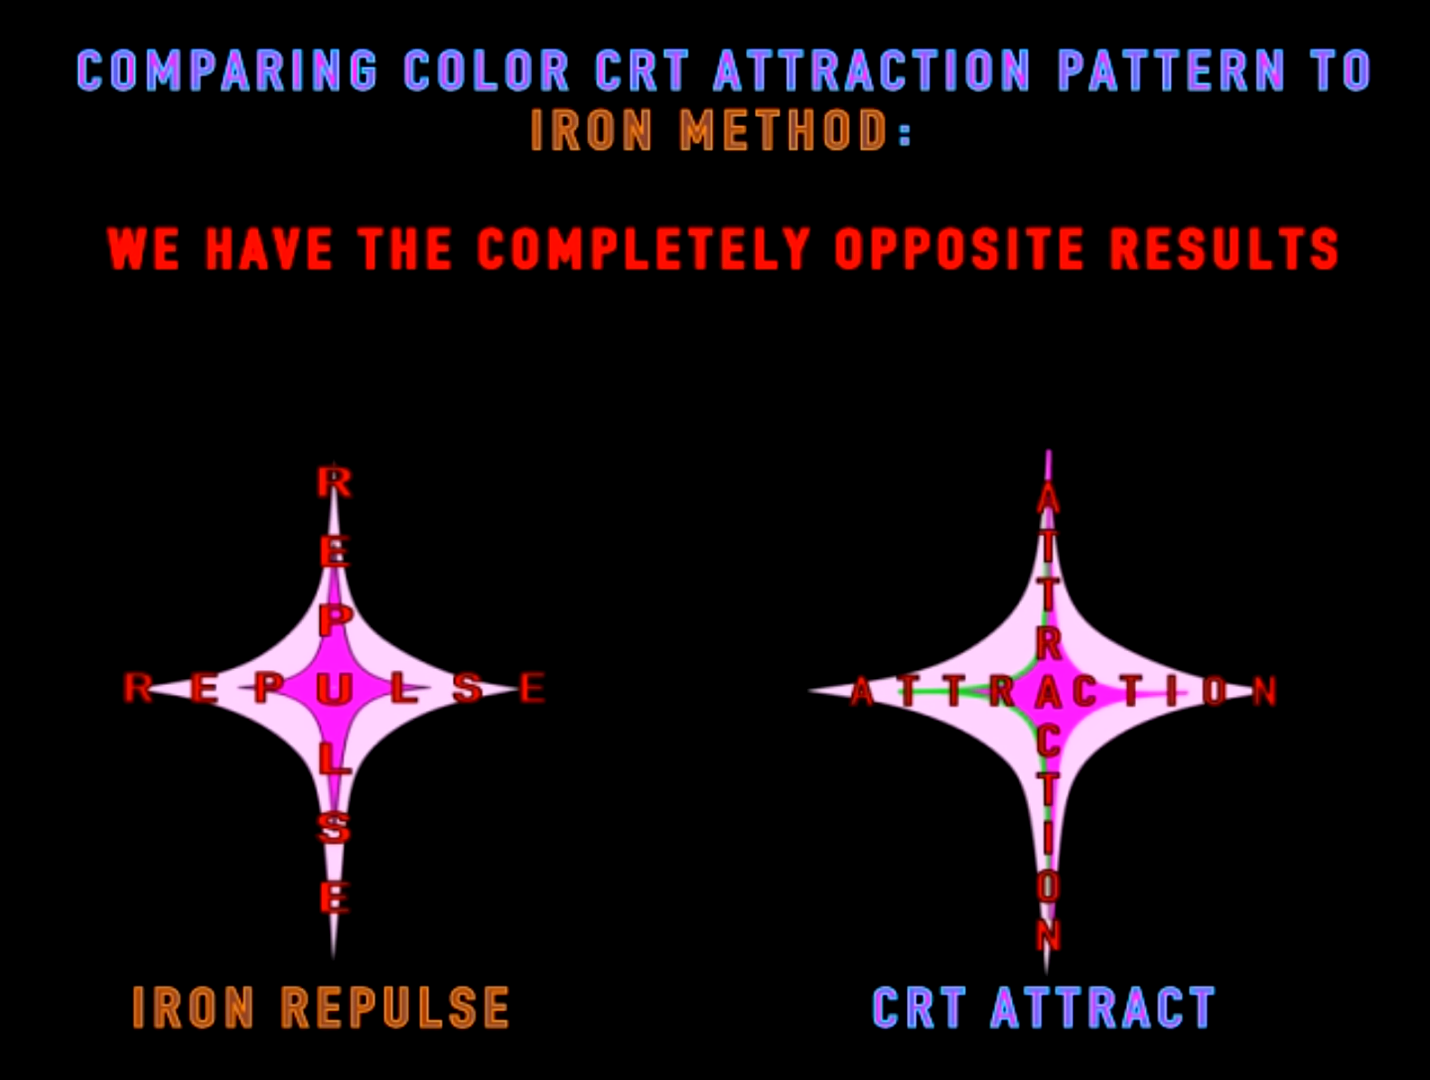 COMPARING COLOR CRT ATTRACTION PATTERN TO
IRON METHOD:
WE HAVE THE COMPLETELY OPPOSITE RESULTS
REPULSE
REPULSE
ATTRACTION
ATTRACTION
IRON REPULSE
CRT ATTRACT